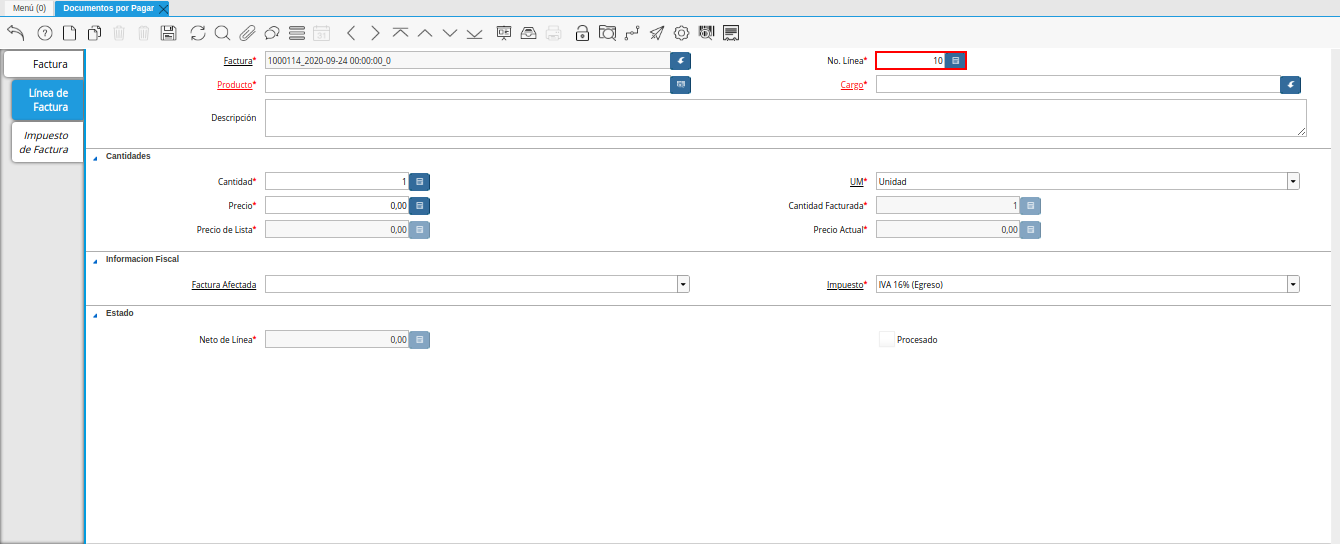 Menú (0)
Documentos por Pagar
Factura
Línea de
Factura
Impuesto
de Factura
Factura* 1000114_2020-09-24 00:00:00_0 No. Línea* 10
Producto* Cargo*
Descripción
Cantidades
Cantidad* 1 UM* Unidad
Precio* 0,00 Cantidad Facturada* 1
Precio de Lista* 0,00 Precio Actual* 0,00
Informacion Fiscal
Factura Afectada Impuesto* IVA 16% (Egreso)
Estado
Neto de Línea* 0,00 Procesado